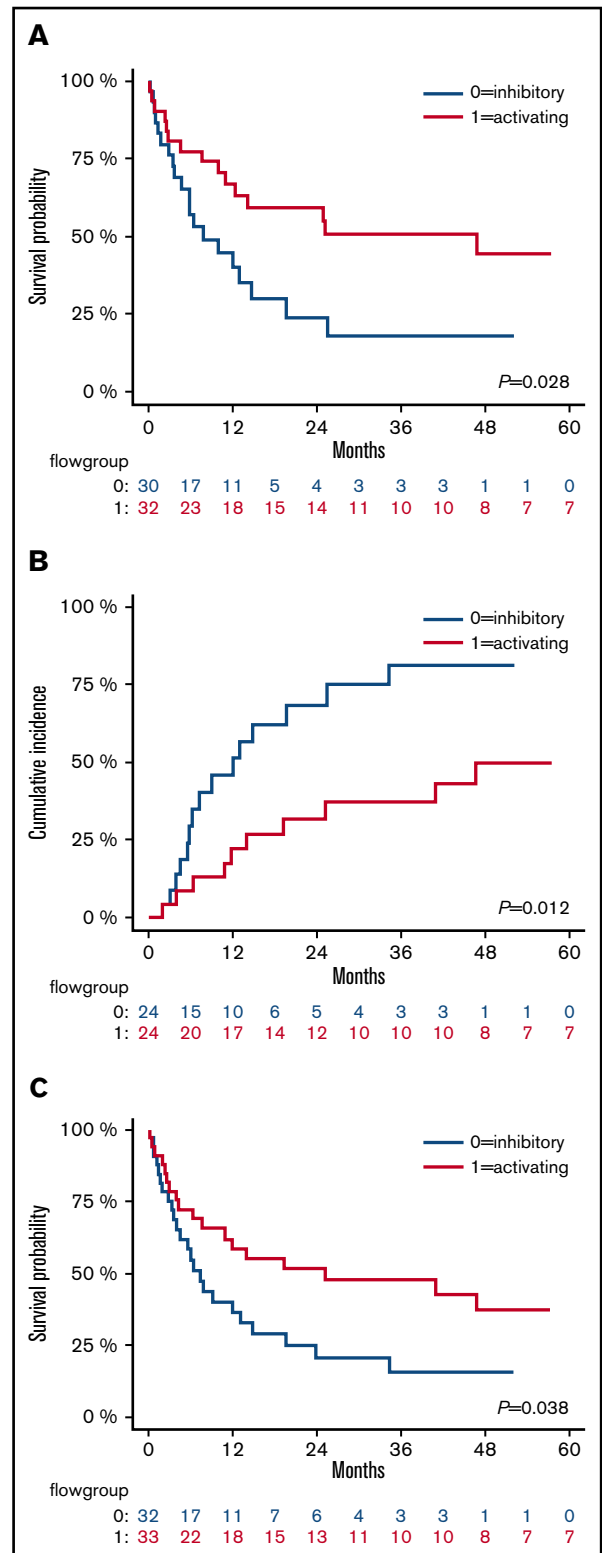 A
100 %
75 %
50 %
25 %
0 %
Survival probability
0=inhibitory
1=activating
P=0.028
0 12 24 36 48 60
Months
flowgroup
0: 30 17 11 5 4 3 3 3 1 1 0
1: 32 23 18 15 14 11 10 10 8 7 7
B
100 %
75 %
50 %
25 %
0 %
Cumulative incidence
0=inhibitory
1=activating
P=0.012
0 12 24 36 48 60
Months
flowgroup
0: 24 15 10 6 5 4 3 3 1 1 0
1: 24 20 17 14 12 10 10 10 8 7 7
C
100 %
75 %
50 %
25 %
0 %
Survival probability
0=inhibitory
1=activating
P=0.038
0 12 24 36 48 60
Months
flowgroup
0: 32 17 11 7 6 4 3 3 1 1 0
1: 33 22 18 15 13 11 10 10 8 7 7